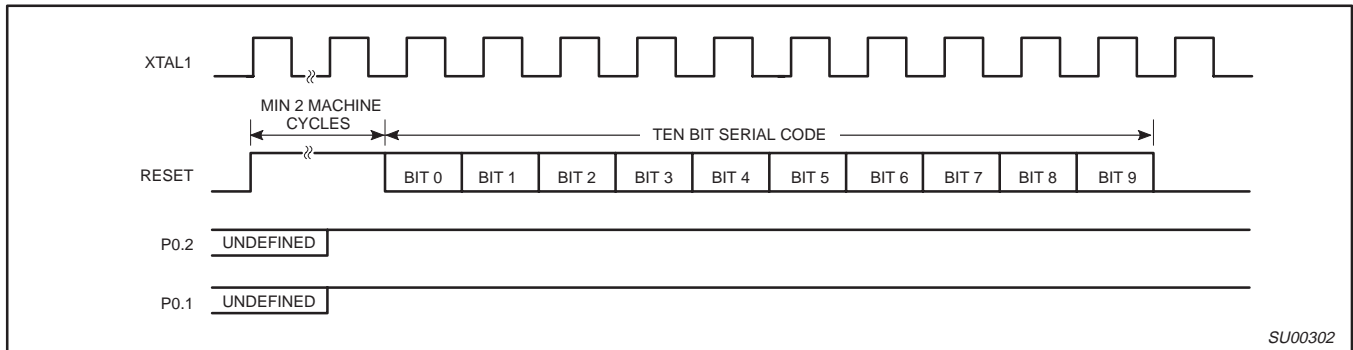 XTAL1
MIN 2 MACHINE
CYCLES
TEN BIT SERIAL CODE
RESET
BIT 0 BIT 1 BIT 2 BIT 3 BIT 4 BIT 5 BIT 6 BIT 7 BIT 8 BIT 9
P0.2 UNDEFINED
P0.1 UNDEFINED
SU00302